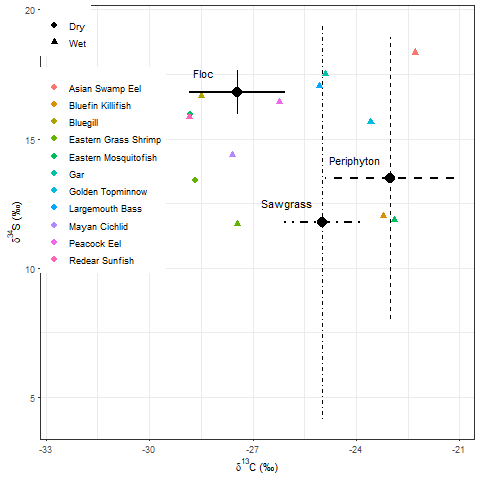 20
Dry
Wet
Floc
Asian Swamp Eel
Bluefin Killifish
Bluegill
Eastern Grass Shrimp
15
Eastern Mosquitofish
Periphyton
Gar
Golden Topminnow
Sawgrass
Largemouth Bass
Mayan Cichlid
δ³⁴S (‰)
Peacock Eel
Redear Sunfish
10
5
-33 -30 -27 -24 -21
δ¹³C (‰)